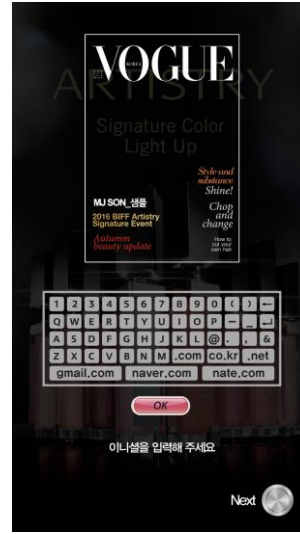 VOGUE
KOREA
ARTISTRY
Signature Color
Light Up
Style and
substance
Shine!
MJ SON_샘플
Chop
and
change
2016 BIFF Artistry
Signature Event
Autumm
beauty update
How to
cut your
own hair
1 2 3 4 5 6 7 8 9 0 ( ) ←
Q W E R T Y U I O P − _ ↵
A S D F G H J K L @ . , &
Z X C V B N M .com co.kr .net
gmail.com naver.com nate.com
OK
이니셜을 입력해 주세요
Next